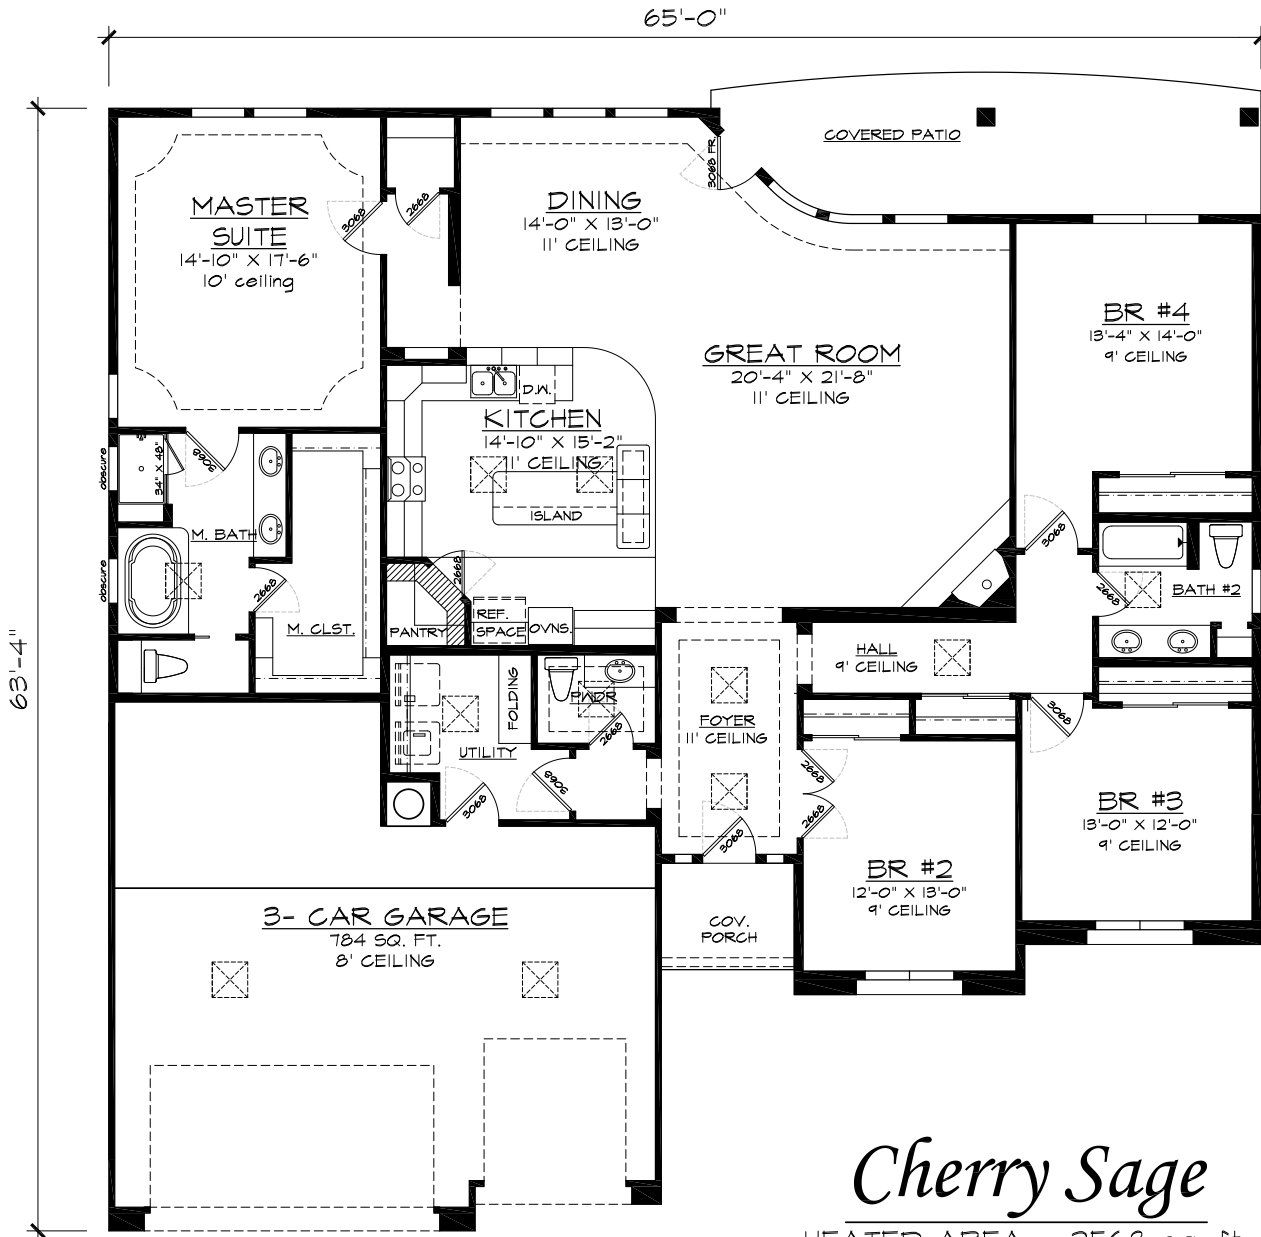 65'-0"
COVERED PATIO
3068 FR.
MASTER
SUITE
14'-10" X 17'-6"
10' ceiling
3068
2668
DINING
14'-0" X 13'-0"
11' CEILING
BR #4
13'-4" X 14'-0"
9' CEILING
GREAT ROOM
20'-4" X 21'-8"
11' CEILING
D.W.
KITCHEN
14'-10" X 15'-2"
11' CEILING
ISLAND
obscure
34" X 48"
3068
M. BATH
obscure
2668
M. CLST.
2668
PANTRY
REF.
SPACE
OVNS.
3068
2668
BATH #2
HALL
9' CEILING
63'-4"
FOLDING
UTILITY
PWDR
2668
3068
3068
FOYER
11' CEILING
3068
2668
2668
3068
BR #3
13'-0" X 12'-0"
9' CEILING
BR #2
12'-0" X 13'-0"
9' CEILING
COV.
PORCH
3- CAR GARAGE
784 SQ. FT.
8' CEILING
Cherry Sage